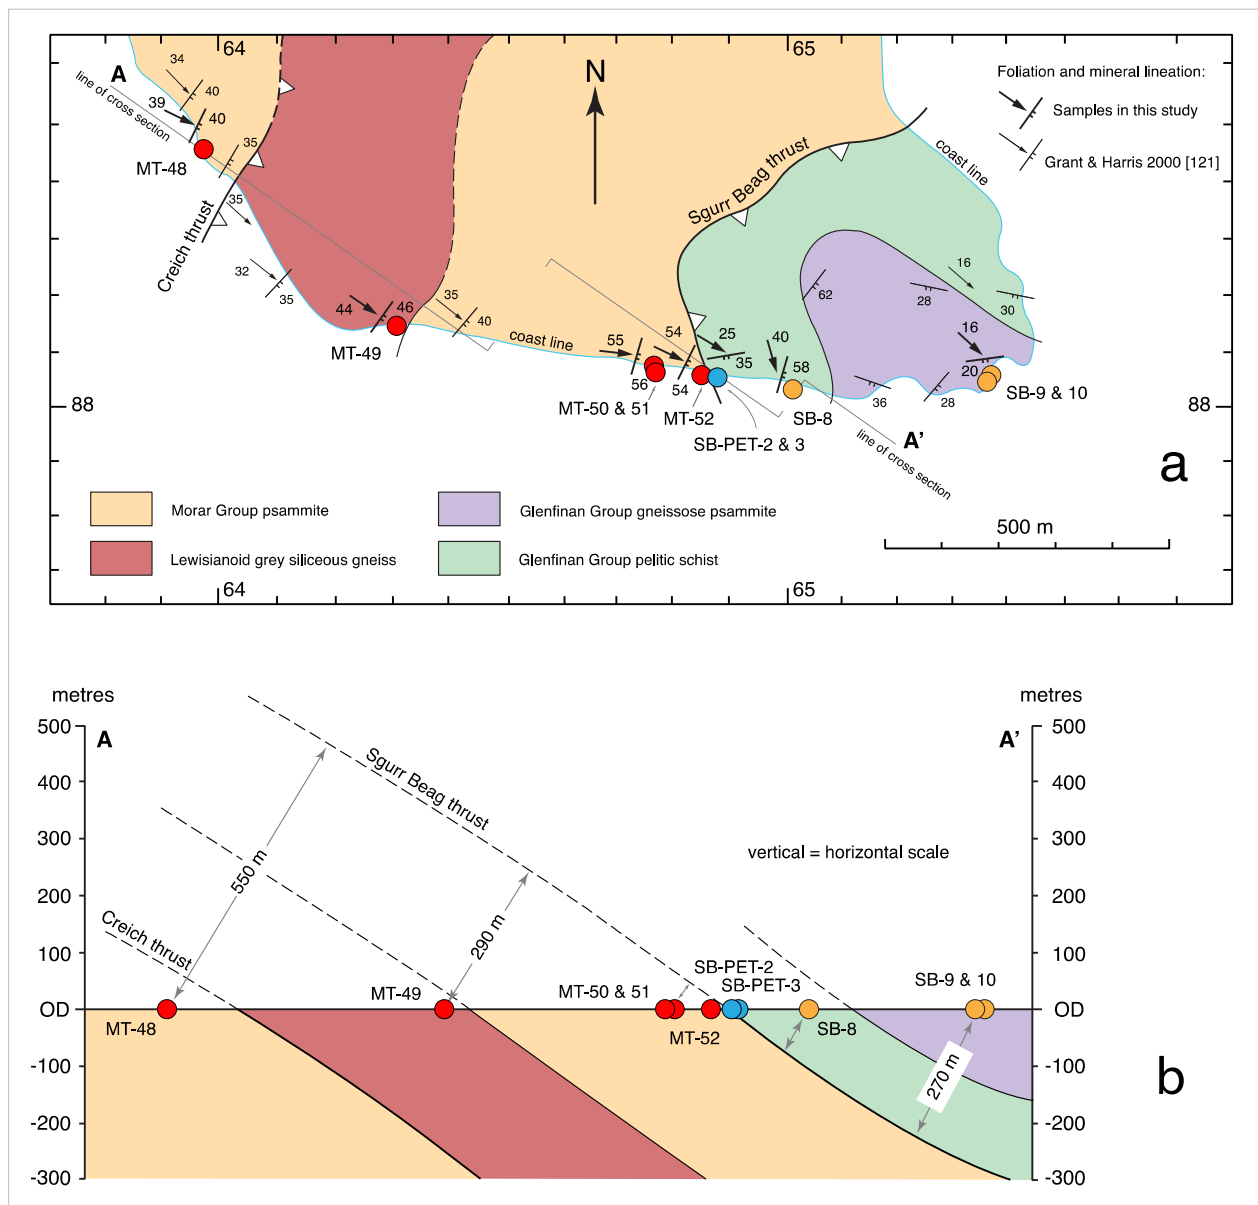 64
65
N
A
line of cross section
34
40
39
40
MT-48
35
35
Creich thrust
32
35
44
46
MT-49
35
40
coast line
55
56
MT-50 & 51
54
54
MT-52
25
35
SB-PET-2 & 3
40
58
SB-8
Sgurr Beag thrust
coast line
62
28
16
30
16
20
SB-9 & 10
36
28
A’
line of cross section
Foliation and mineral lineation:
Samples in this study
Grant & Harris 2000 [121]
88
88
a
Morar Group psammite
Glenfinan Group gneissose psammite
Lewisianoid grey siliceous gneiss
Glenfinan Group pelitic schist
500 m
64
65
metres
metres
500
A
A’
500
400
400
300
300
200
200
100
100
OD
OD
-100
-100
-200
-200
-300
-300
Sgurr Beag thrust
vertical = horizontal scale
550 m
290 m
Creich thrust
MT-48
MT-49
MT-50 & 51
SB-PET-2
SB-PET-3
MT-52
SB-8
SB-9 & 10
270 m
b